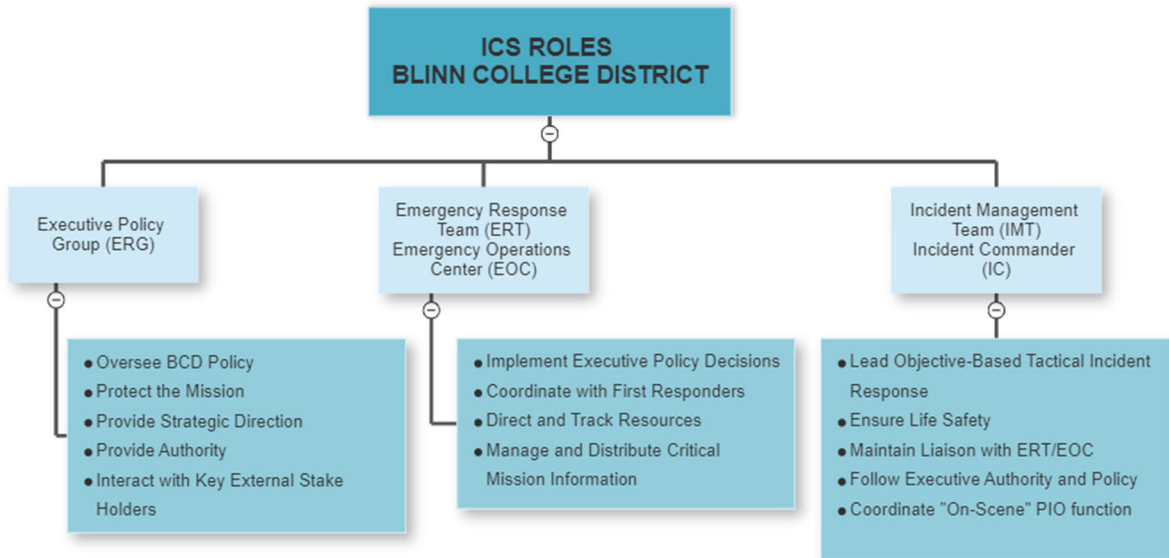 ICS ROLES
BLINN COLLEGE DISTRICT
Executive Policy
Group (ERG)
Emergency Response
Team (ERT)
Emergency Operations
Center (EOC)
Incident Management
Team (IMT)
Incident Commander
(IC)
● Oversee BCD Policy
● Protect the Mission
● Provide Strategic Direction
● Provide Authority
● Interact with Key External Stake
Holders
● Implement Executive Policy Decisions
● Coordinate with First Responders
● Direct and Track Resources
● Manage and Distribute Critical
Mission Information
● Lead Objective-Based Tactical Incident
Response
● Ensure Life Safety
● Maintain Liaison with ERT/EOC
● Follow Executive Authority and Policy
● Coordinate "On-Scene" PIO function